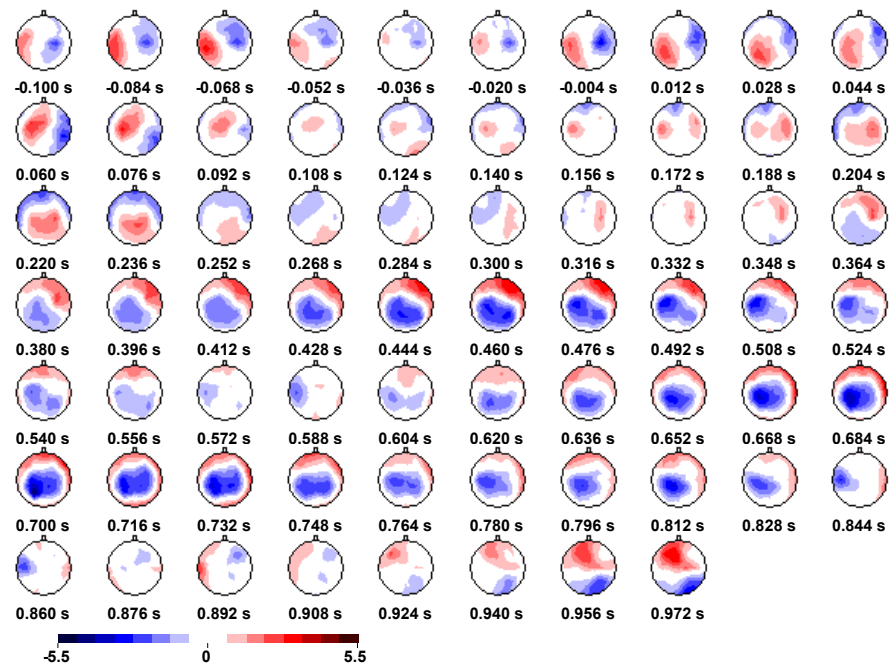 -0.100 s -0.084 s -0.068 s -0.052 s -0.036 s -0.020 s -0.004 s 0.012 s 0.028 s 0.044 s
0.060 s 0.076 s 0.092 s 0.108 s 0.124 s 0.140 s 0.156 s 0.172 s 0.188 s 0.204 s
0.220 s 0.236 s 0.252 s 0.268 s 0.284 s 0.300 s 0.316 s 0.332 s 0.348 s 0.364 s
0.380 s 0.396 s 0.412 s 0.428 s 0.444 s 0.460 s 0.476 s 0.492 s 0.508 s 0.524 s
0.540 s 0.556 s 0.572 s 0.588 s 0.604 s 0.620 s 0.636 s 0.652 s 0.668 s 0.684 s
0.700 s 0.716 s 0.732 s 0.748 s 0.764 s 0.780 s 0.796 s 0.812 s 0.828 s 0.844 s
0.860 s 0.876 s 0.892 s 0.908 s 0.924 s 0.940 s 0.956 s 0.972 s
-5.5 0 5.5